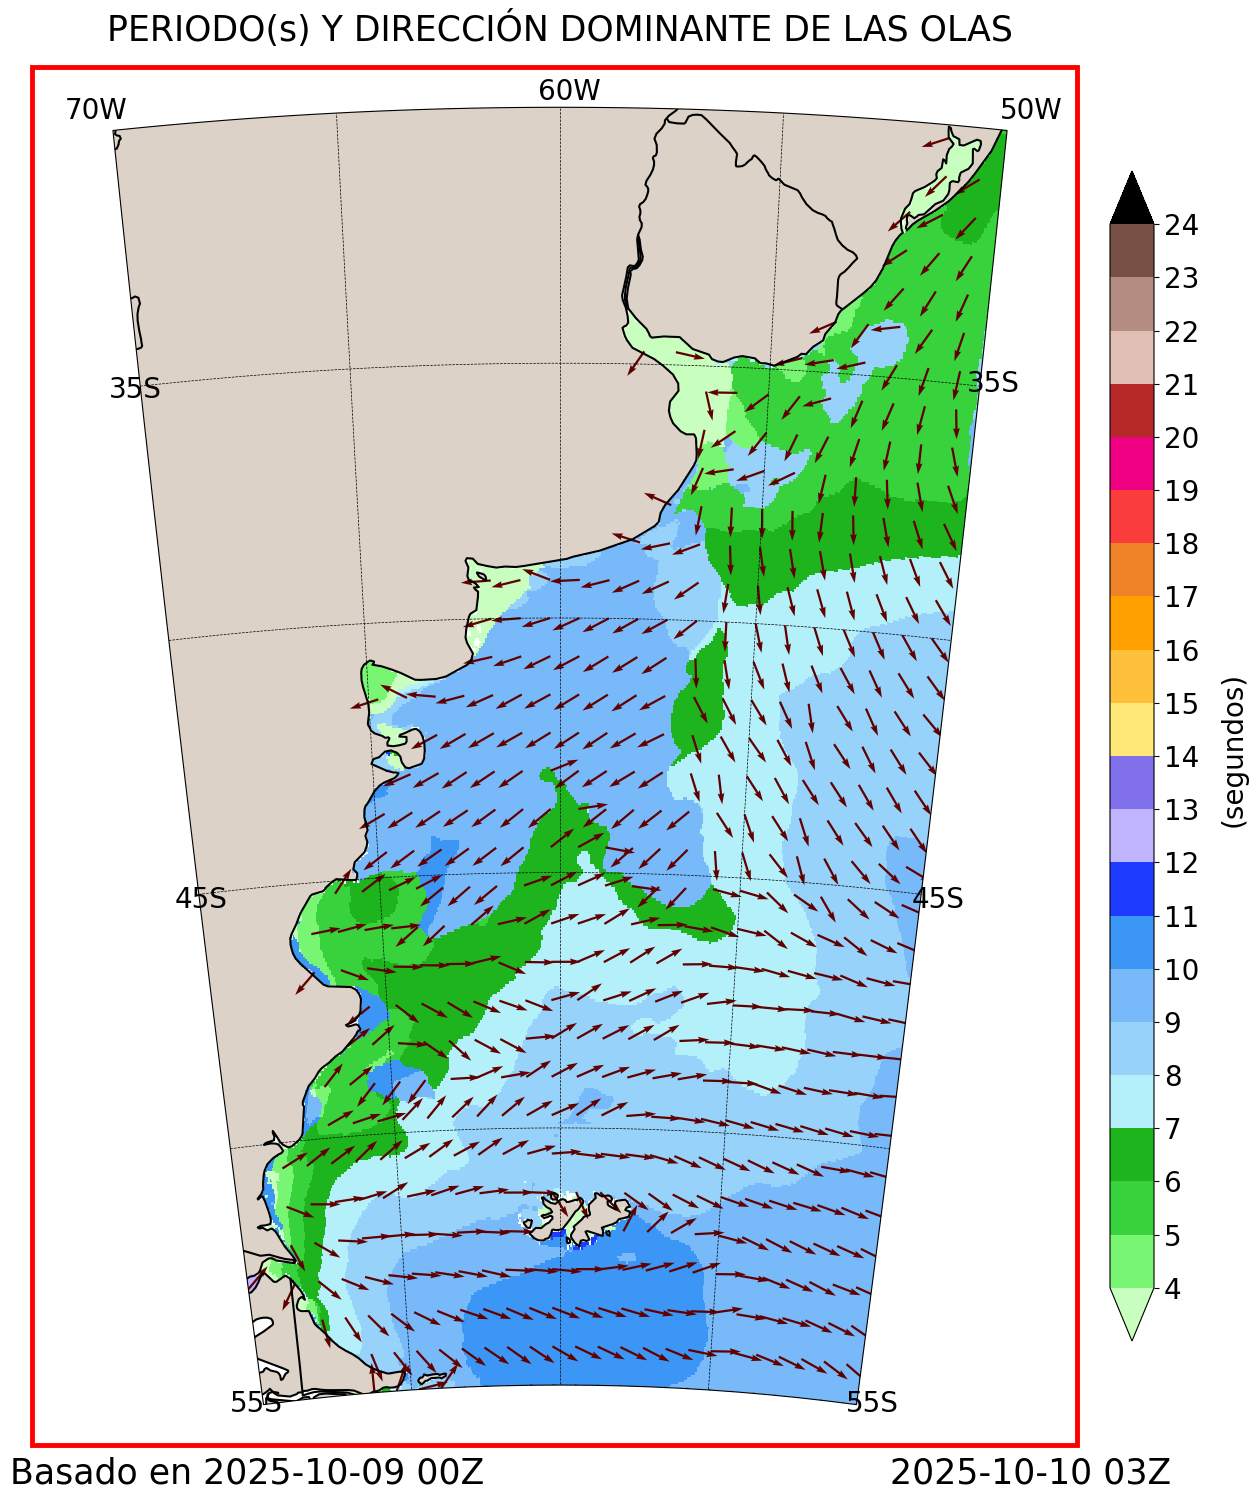 PERIODO(s) Y DIRECCIÓN DOMINANTE DE LAS OLAS
70W
60W
50W
35S
35S
45S
45S
55S
55S
24
23
22
21
20
19
18
17
16
15
14
13
12
11
10
9
8
7
6
5
4
(segundos)
Basado en 2025-10-09 00Z
2025-10-10 03Z